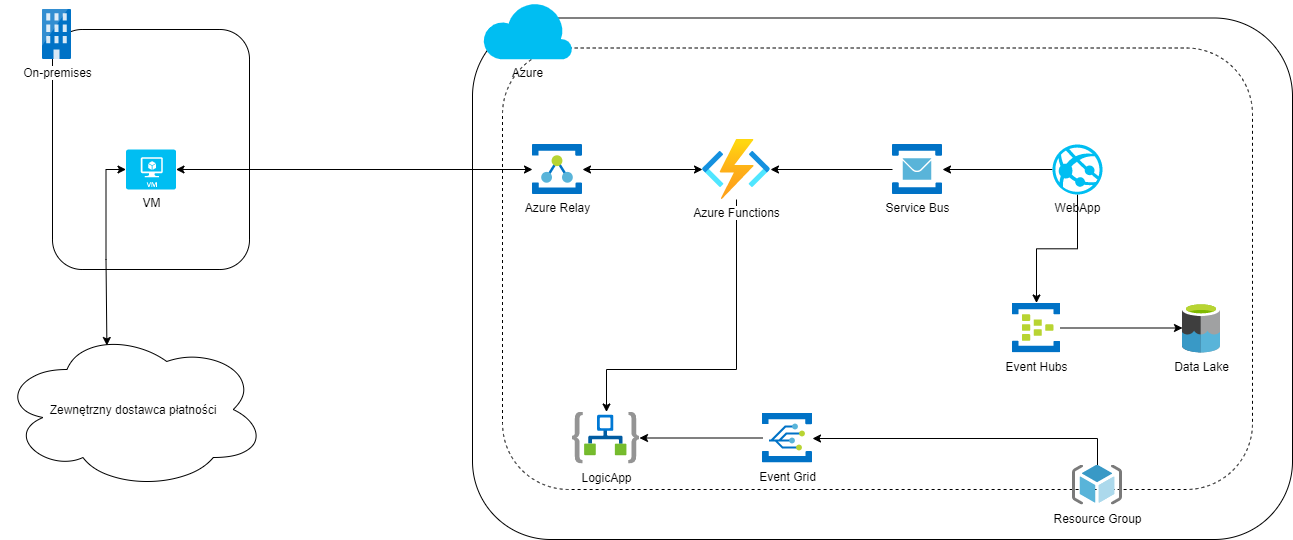 On-premises
Azure
VM
VM
Azure Relay
Azure Functions
Service Bus
WebApp
Event Hubs
Data Lake
Zewnętrzny dostawca płatności
LogicApp
Event Grid
Resource Group